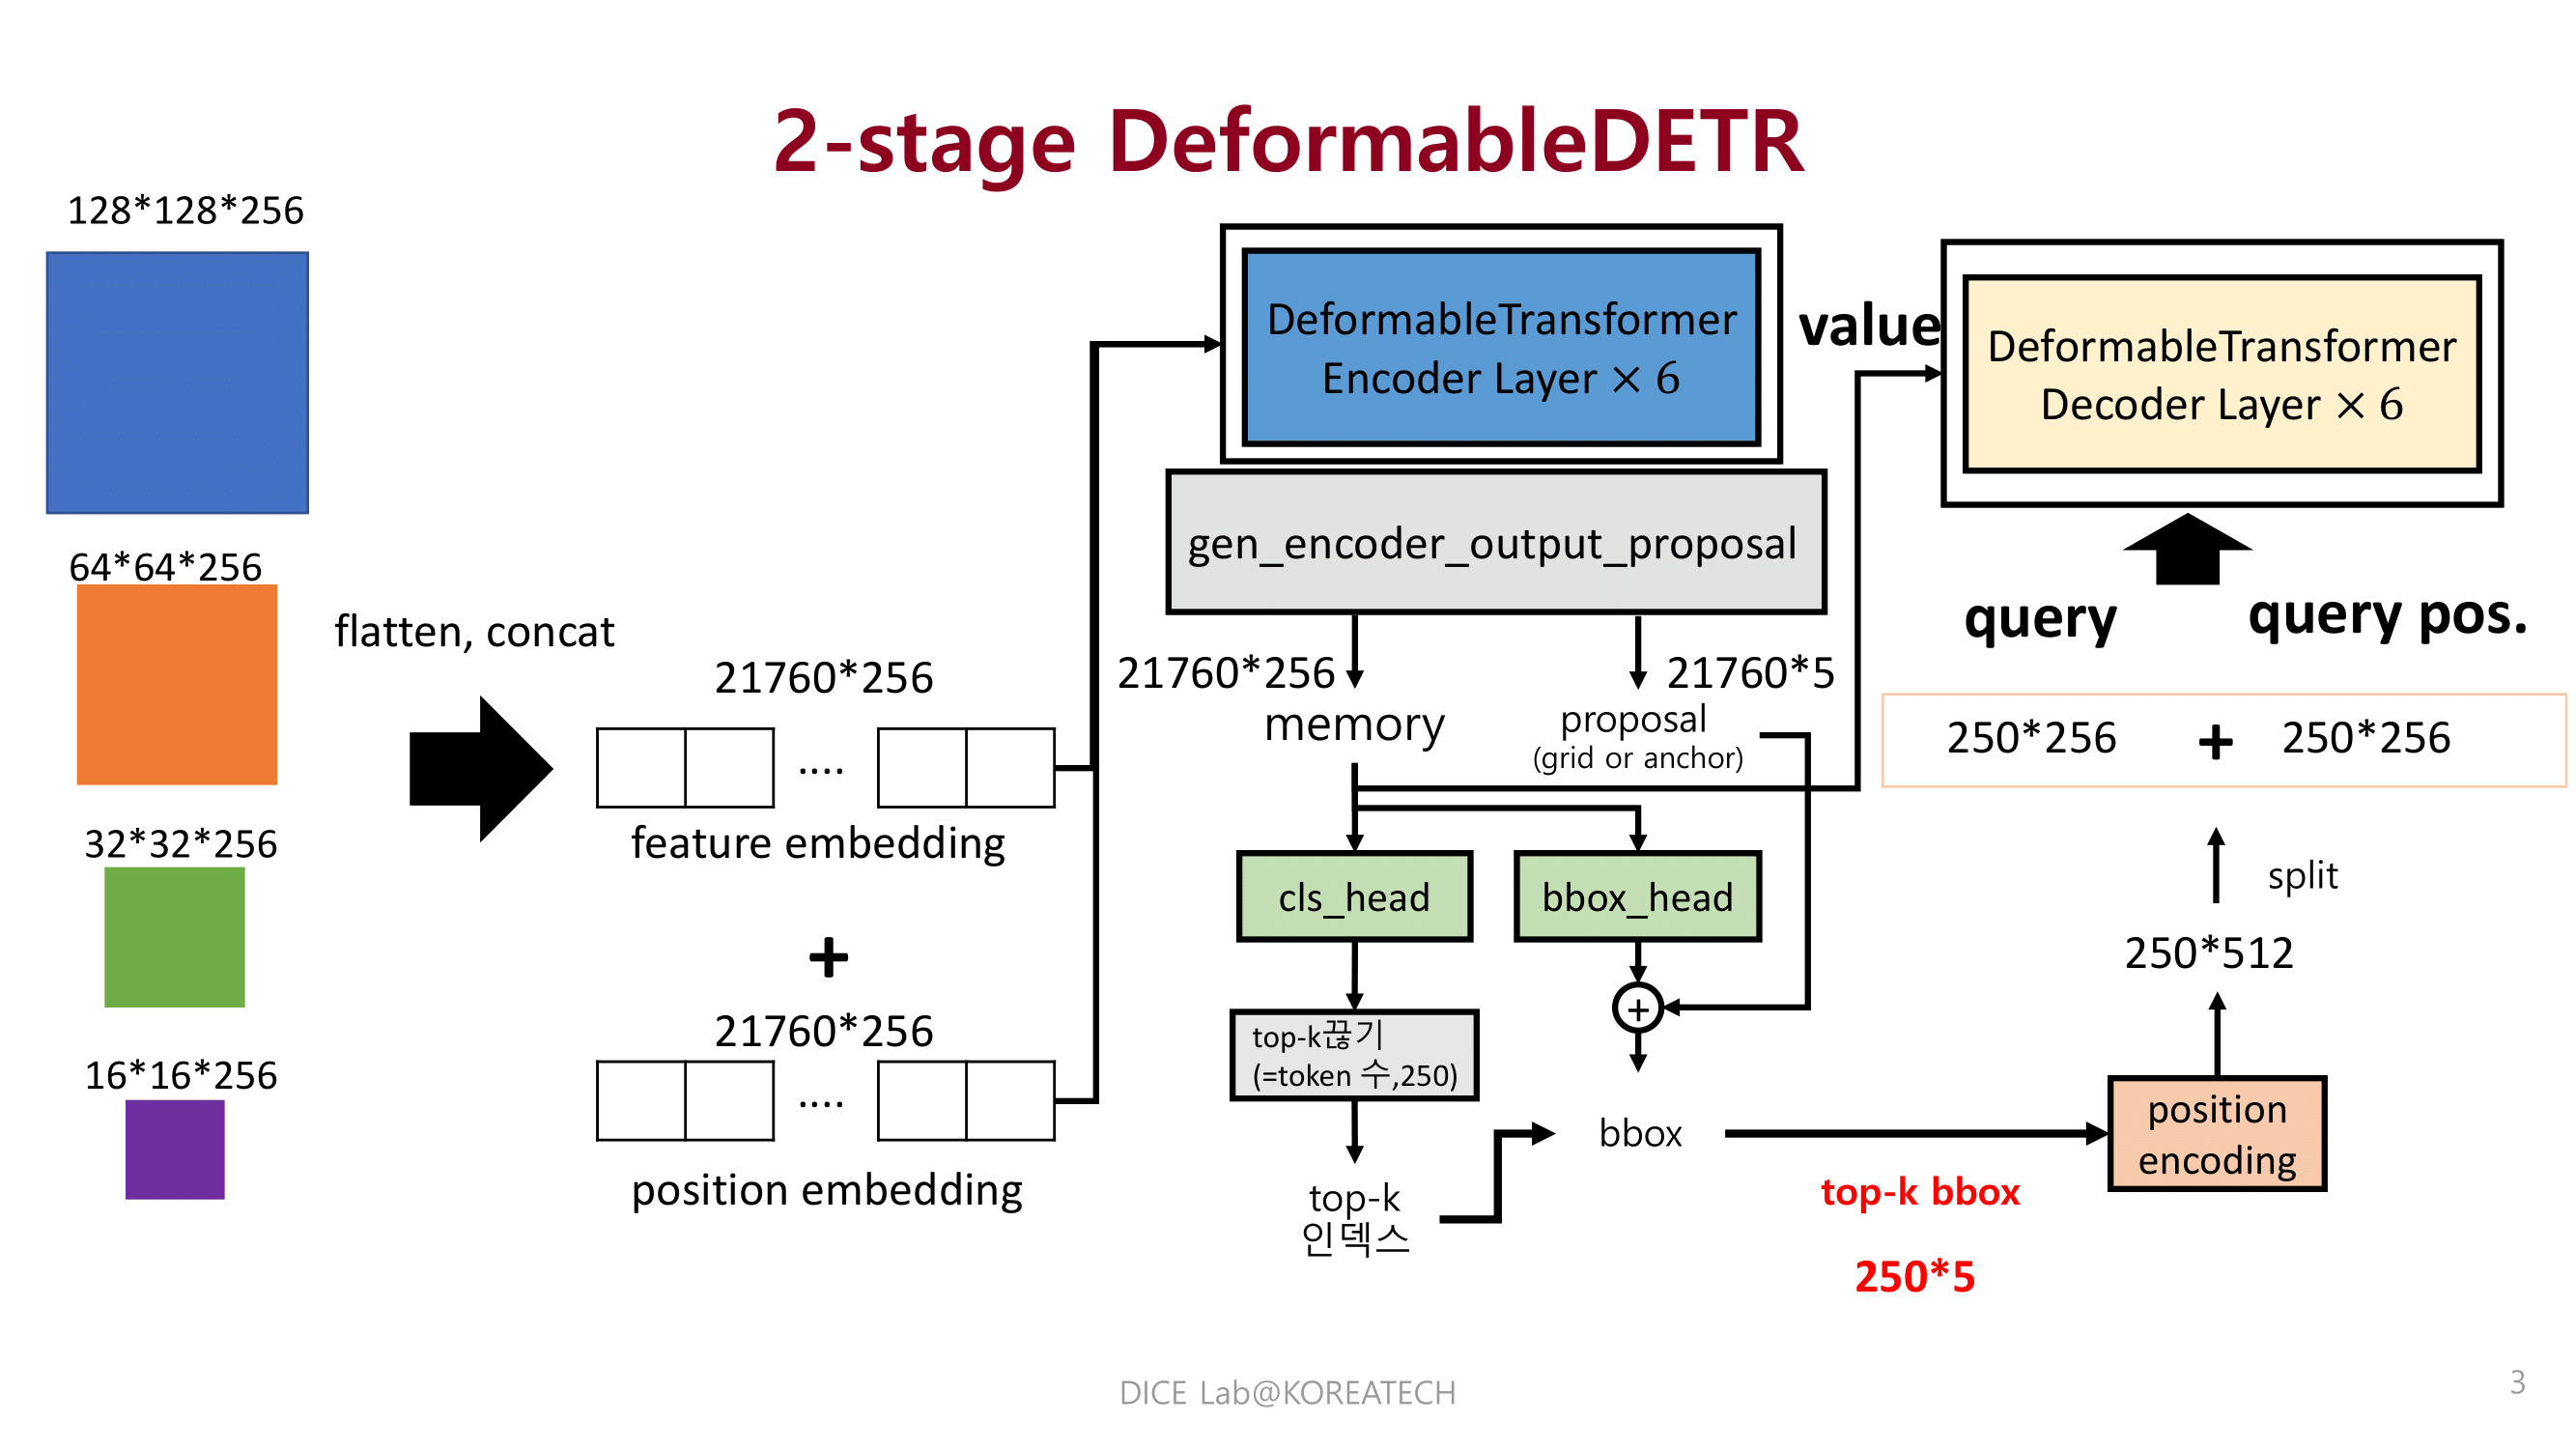 2-stage DeformableDETR
128*128*256
64*64*256
32*32*256
16*16*256
flatten, concat
21760*256
....
feature embedding
+
21760*256
....
position embedding
DeformableTransformer
Encoder Layer × 6
gen_encoder_output_proposal
21760*256
memory
21760*5
proposal
(grid or anchor)
cls_head
bbox_head
+
top-k끊기
(=token 수,250)
top-k
인덱스
bbox
top-k bbox
250*5
position
encoding
250*512
split
250*256 + 250*256
query
query pos.
value
DeformableTransformer
Decoder Layer × 6
DICE Lab@KOREATECH
3